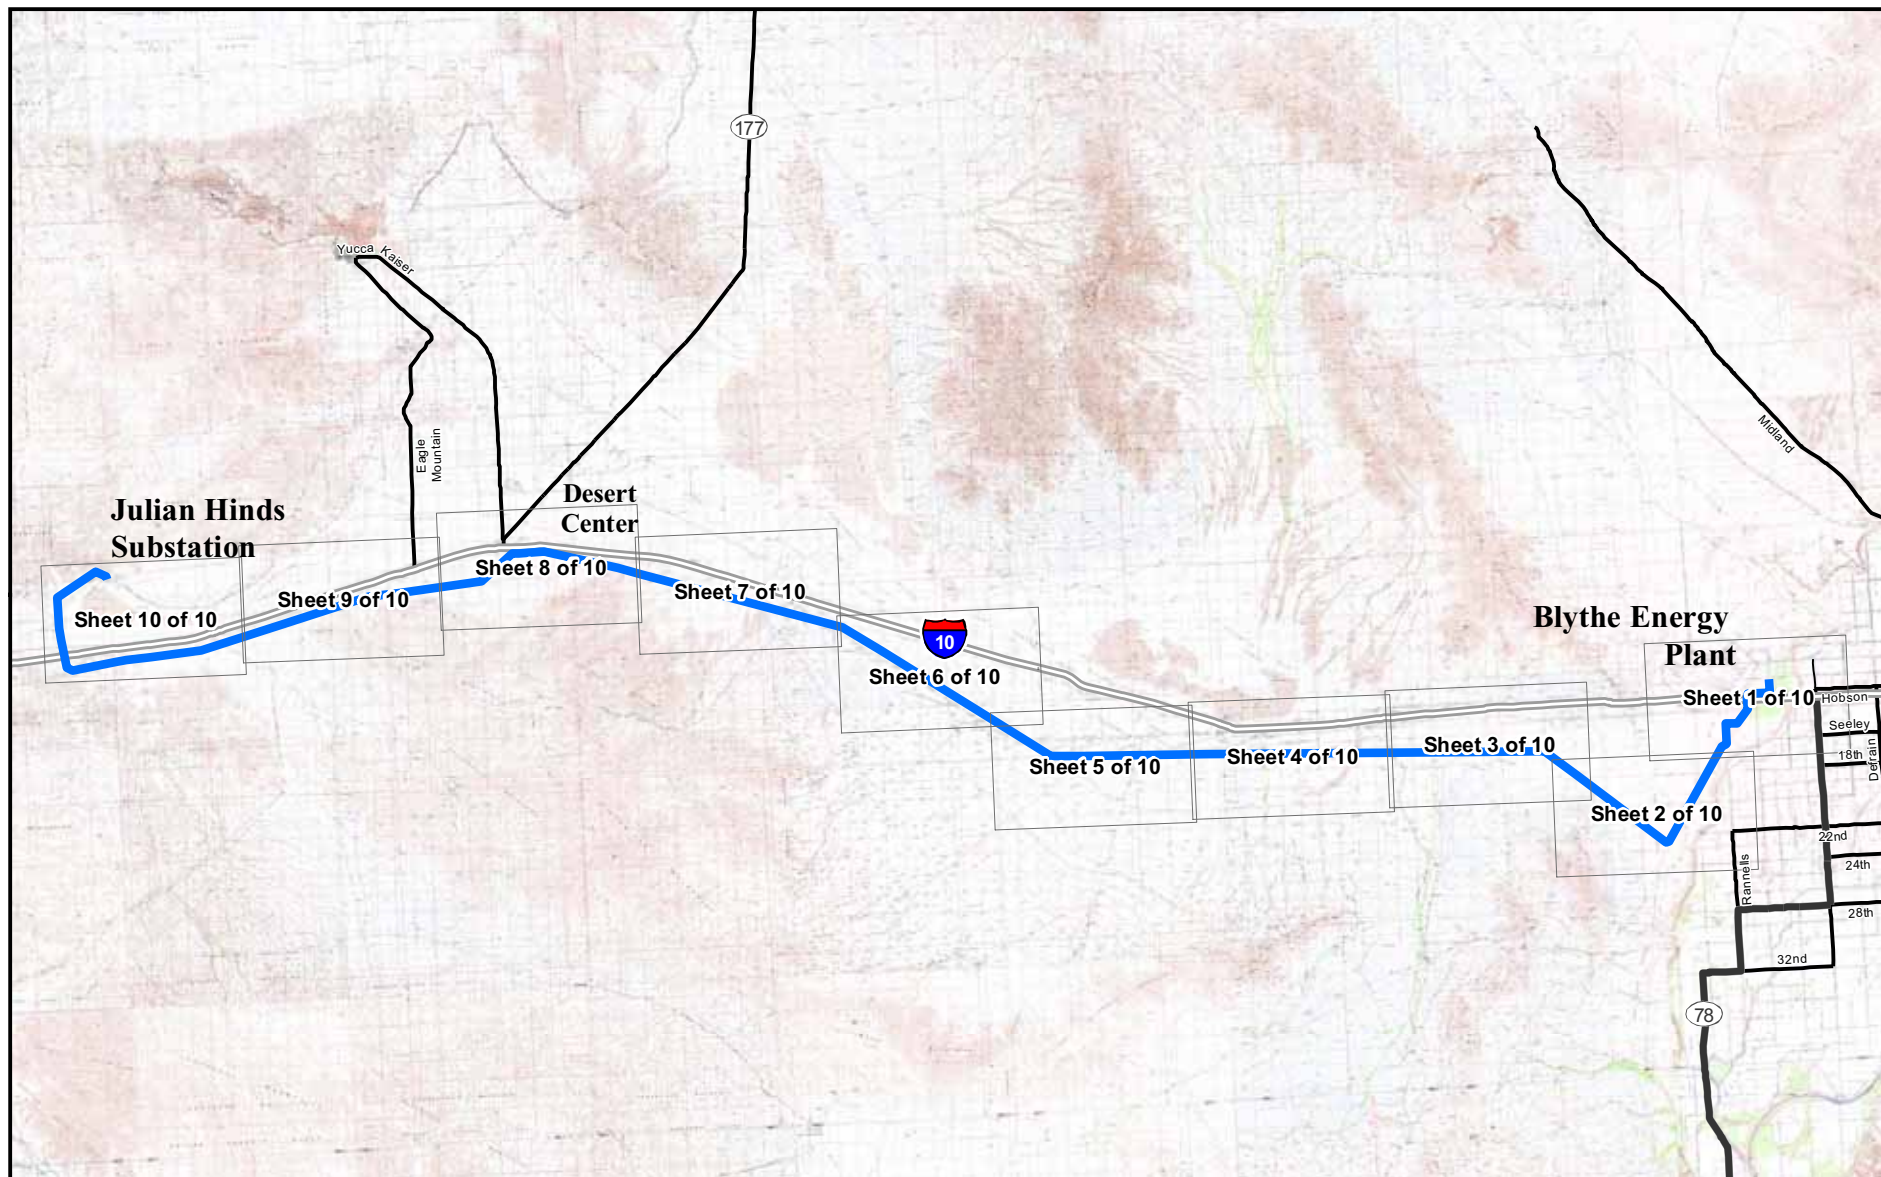 177
Yucca
Kaiser
Midland
Eagle
Mountain
Desert
Center
Julian Hinds
Substation
Sheet 10 of 10
Sheet 9 of 10
Sheet 8 of 10
Sheet 7 of 10
10
Sheet 6 of 10
Sheet 5 of 10
Sheet 4 of 10
Sheet 3 of 10
Sheet 2 of 10
Blythe Energy
Plant
Sheet 1 of 10
Hobson
Seeley
18th
Defrain
22nd
24th
Rannells
28th
32nd
78